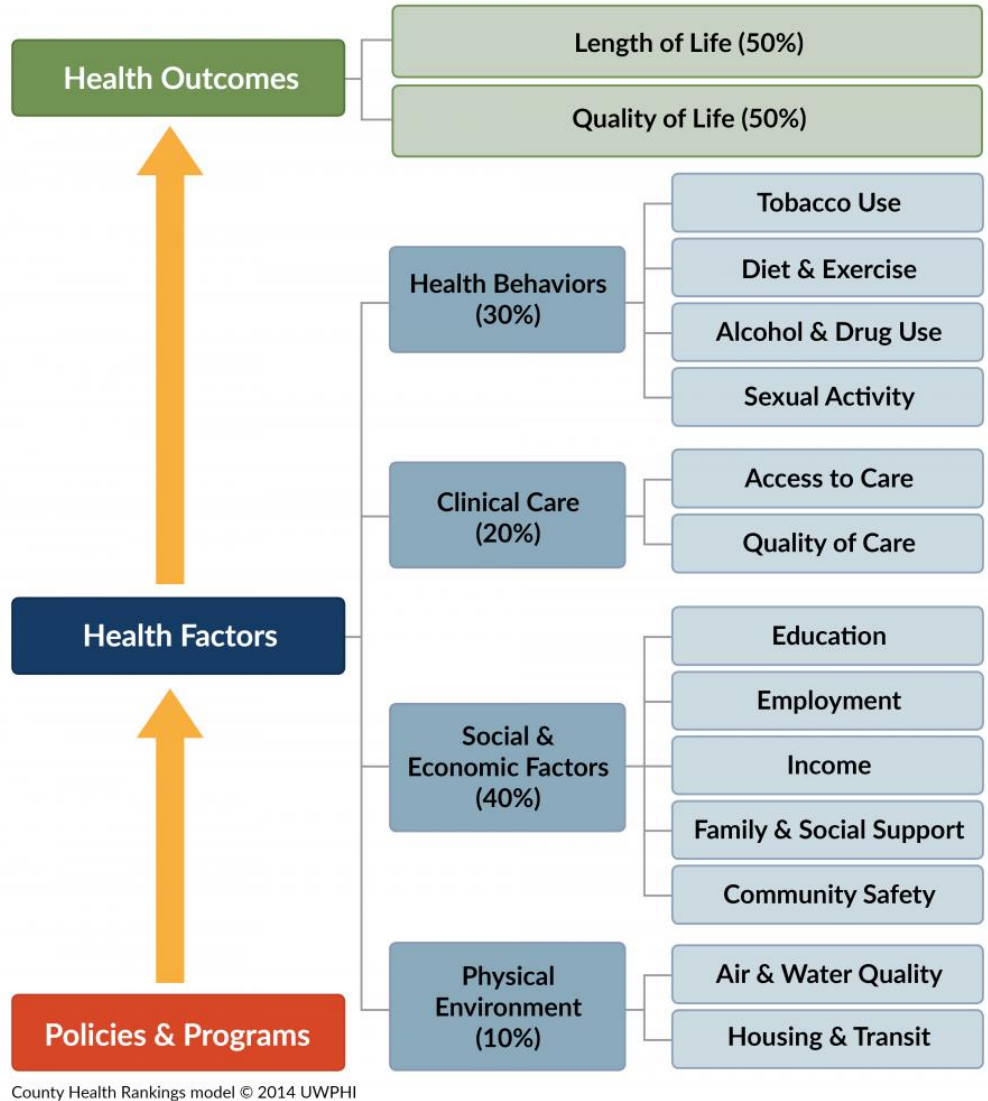 Health Outcomes
Length of Life (50%)
Quality of Life (50%)
Health Factors
Health Behaviors
(30%)
Tobacco Use
Diet & Exercise
Alcohol & Drug Use
Sexual Activity
Clinical Care
(20%)
Access to Care
Quality of Care
Social &
Economic Factors
(40%)
Education
Employment
Income
Family & Social Support
Community Safety
Physical
Environment
(10%)
Air & Water Quality
Housing & Transit
Policies & Programs
County Health Rankings model © 2014 UWPHI